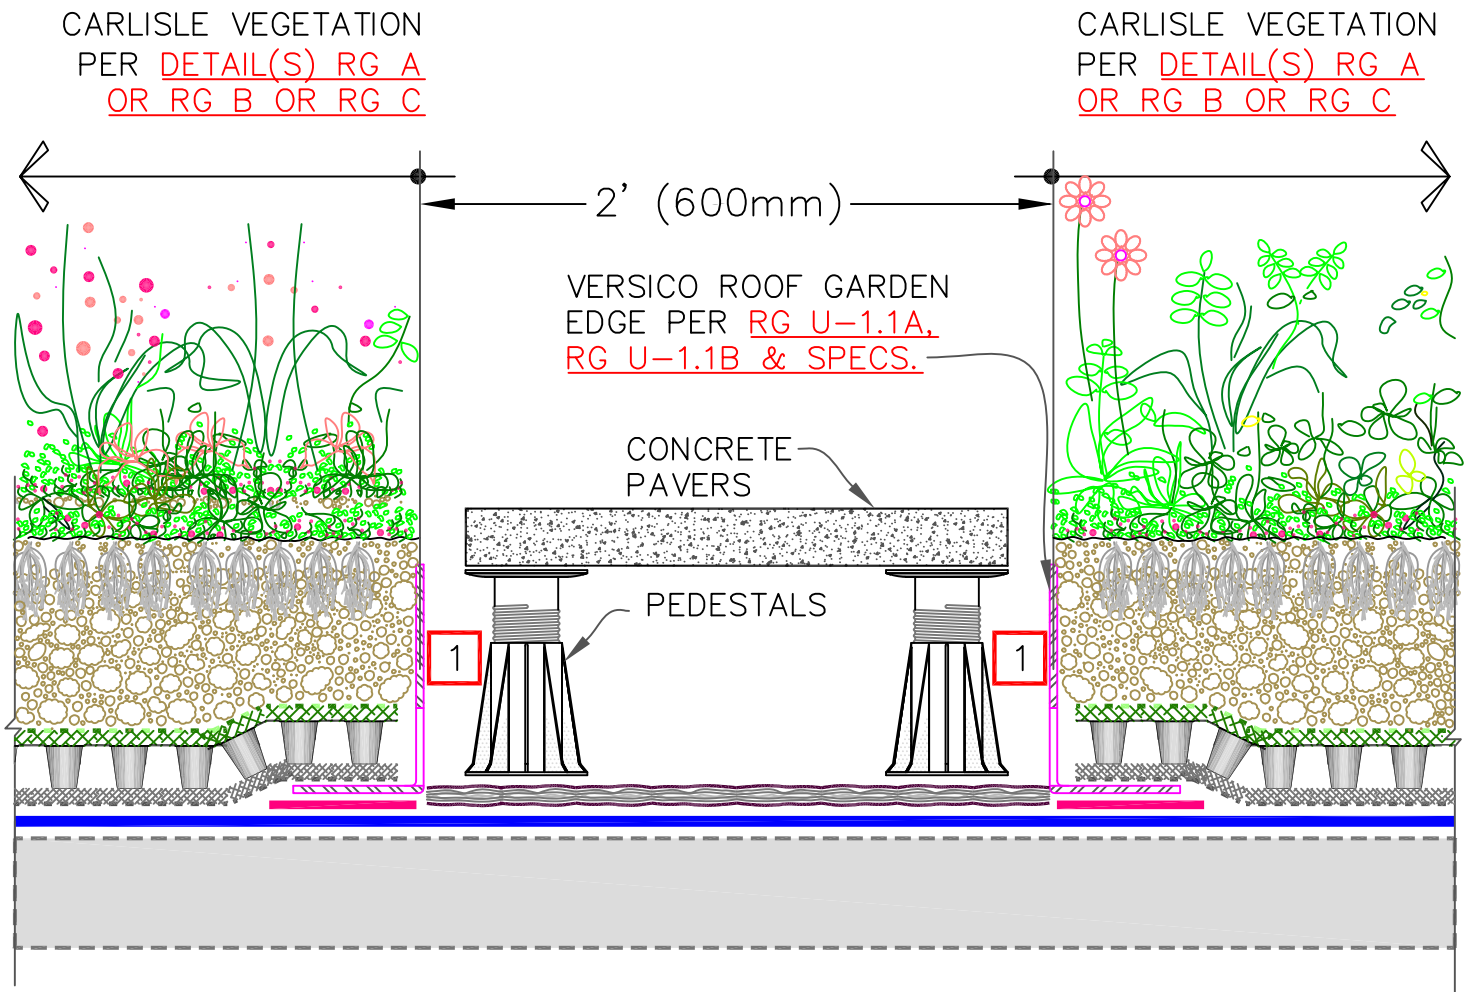 CARLISLE VEGETATION
PER DETAIL(S) RG A
OR RG B OR RG C
CARLISLE VEGETATION
PER DETAIL(S) RG A
OR RG B OR RG C
2' (600mm)
VERSICO ROOF GARDEN
EDGE PER RG U-1.1A,
RG U-1.1B & SPECS.
CONCRETE
PAVERS
PEDESTALS
1
1